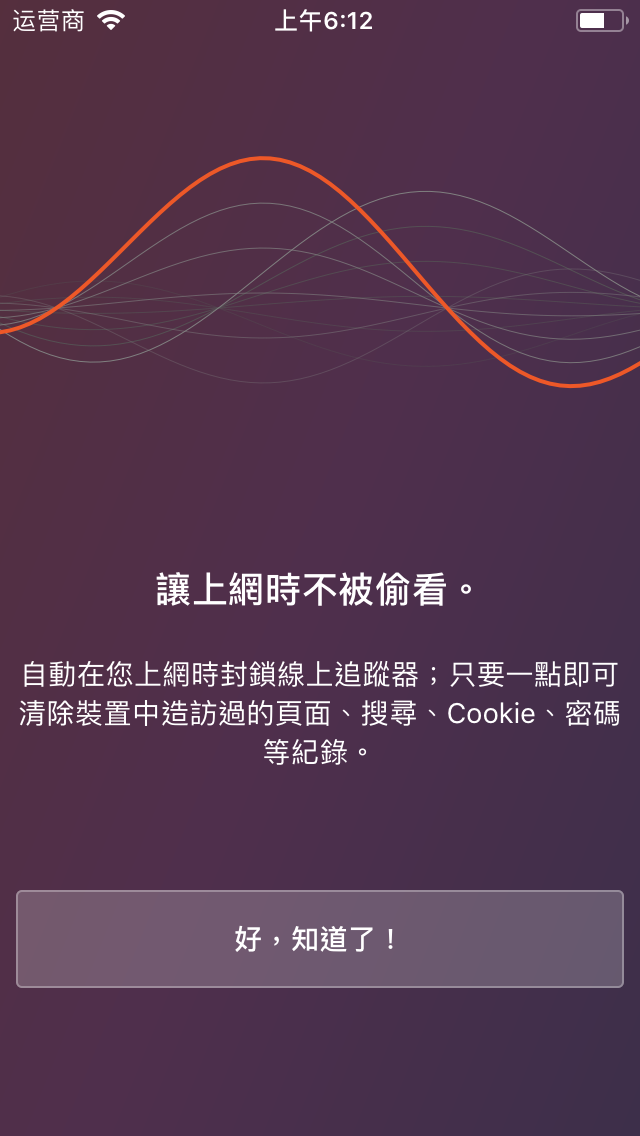 运营商 上午6:12
讓上網時不被偷看。
自動在您上網時封鎖線上追蹤器；只要一點即可
清除裝置中造訪過的頁面、搜尋、Cookie、密碼
等紀錄。
好，知道了！